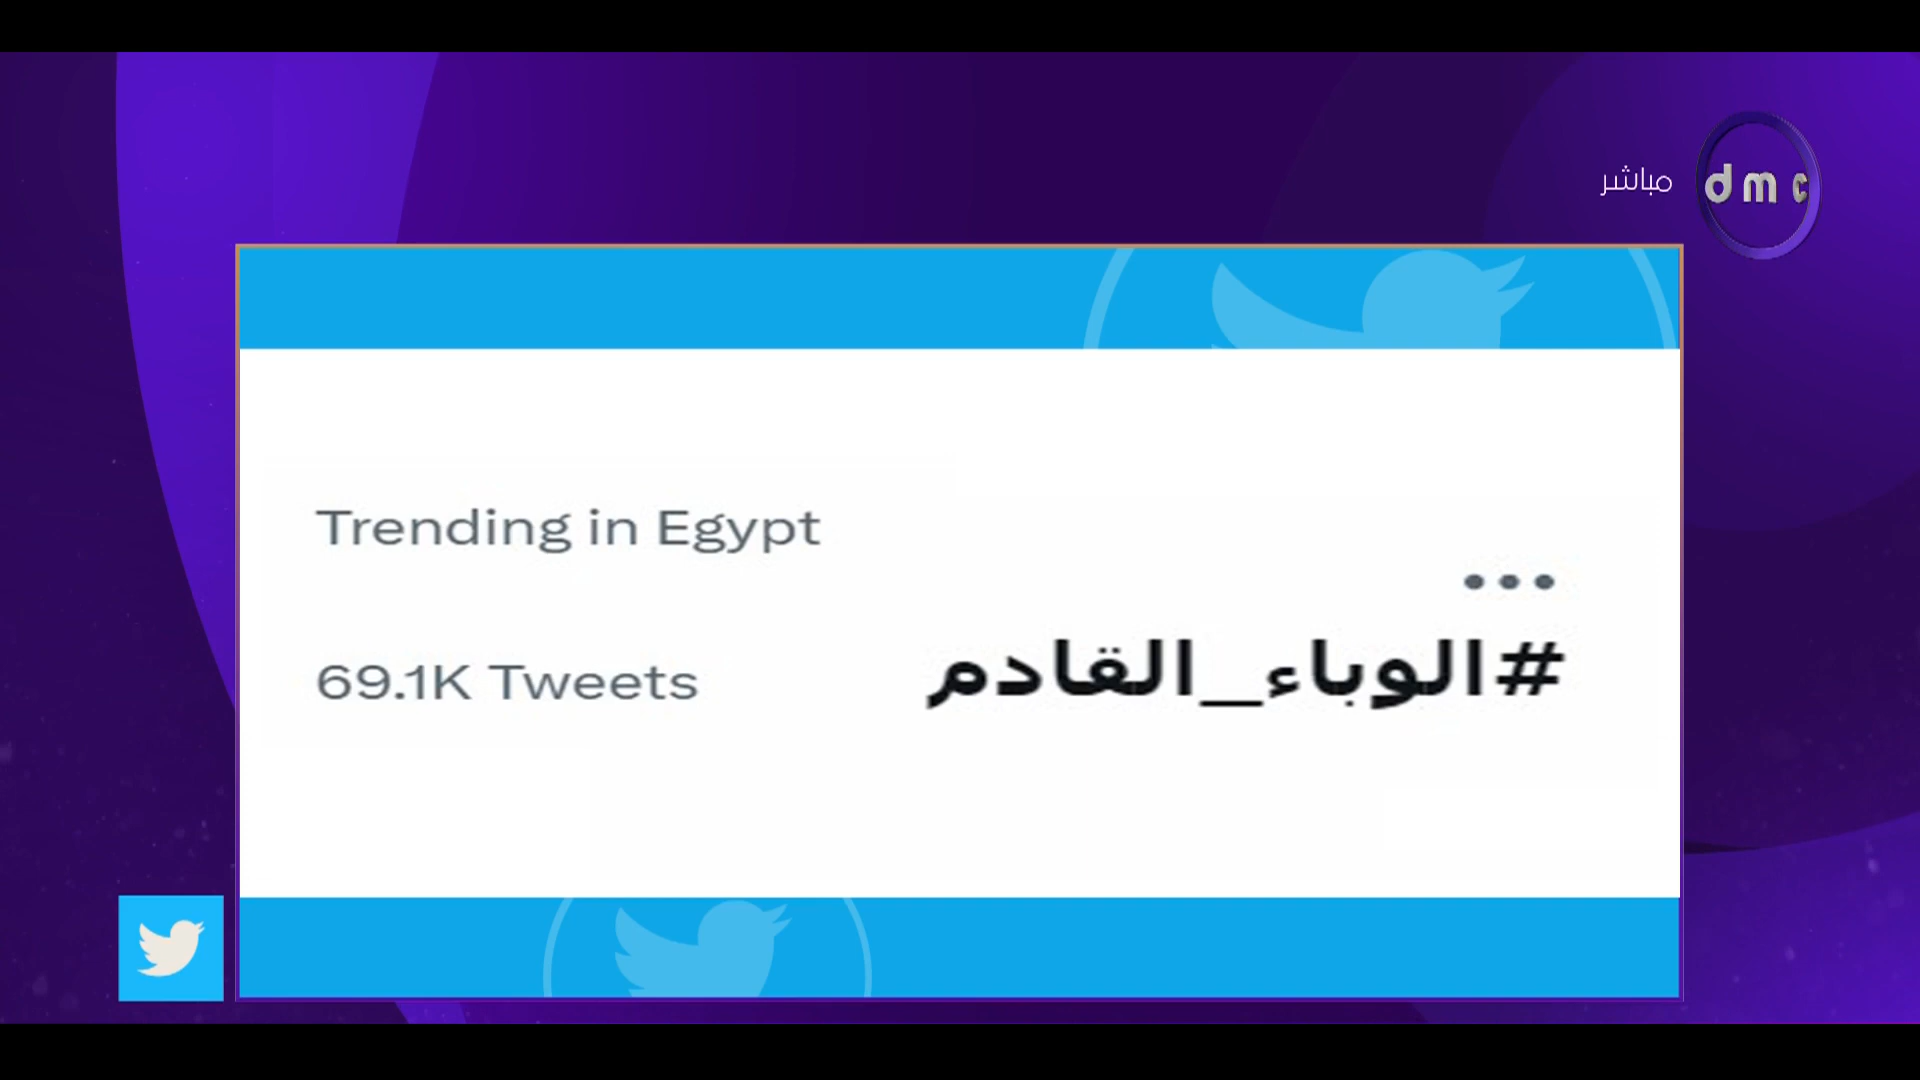 مباشر
dmc
Trending in Egypt
#الوباء_القادم
69.1K Tweets